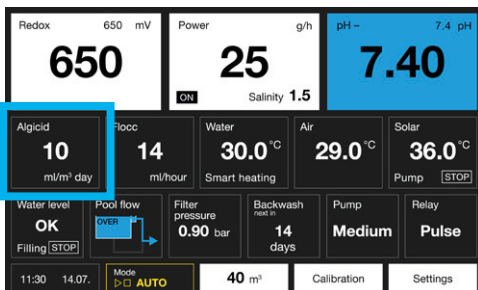 Redox 650 mV
650
Power g/h
25
ON Salinity 1.5
pH – 7.4 pH
7.40
Algicid
10
ml/m³ day
Flocc
14
ml/hour
Water
30.0°C
Smart heating
Air
29.0°C
Solar
36.0°C
Pump STOP
Water level
OK
Filling STOP
Pool flow
OVER
Filter
pressure
0.90 bar
Backwash
next in
14
days
Pump
Medium
Relay
Pulse
11:30 14.07.
Mode
AUTO
40 m³
Calibration
Settings